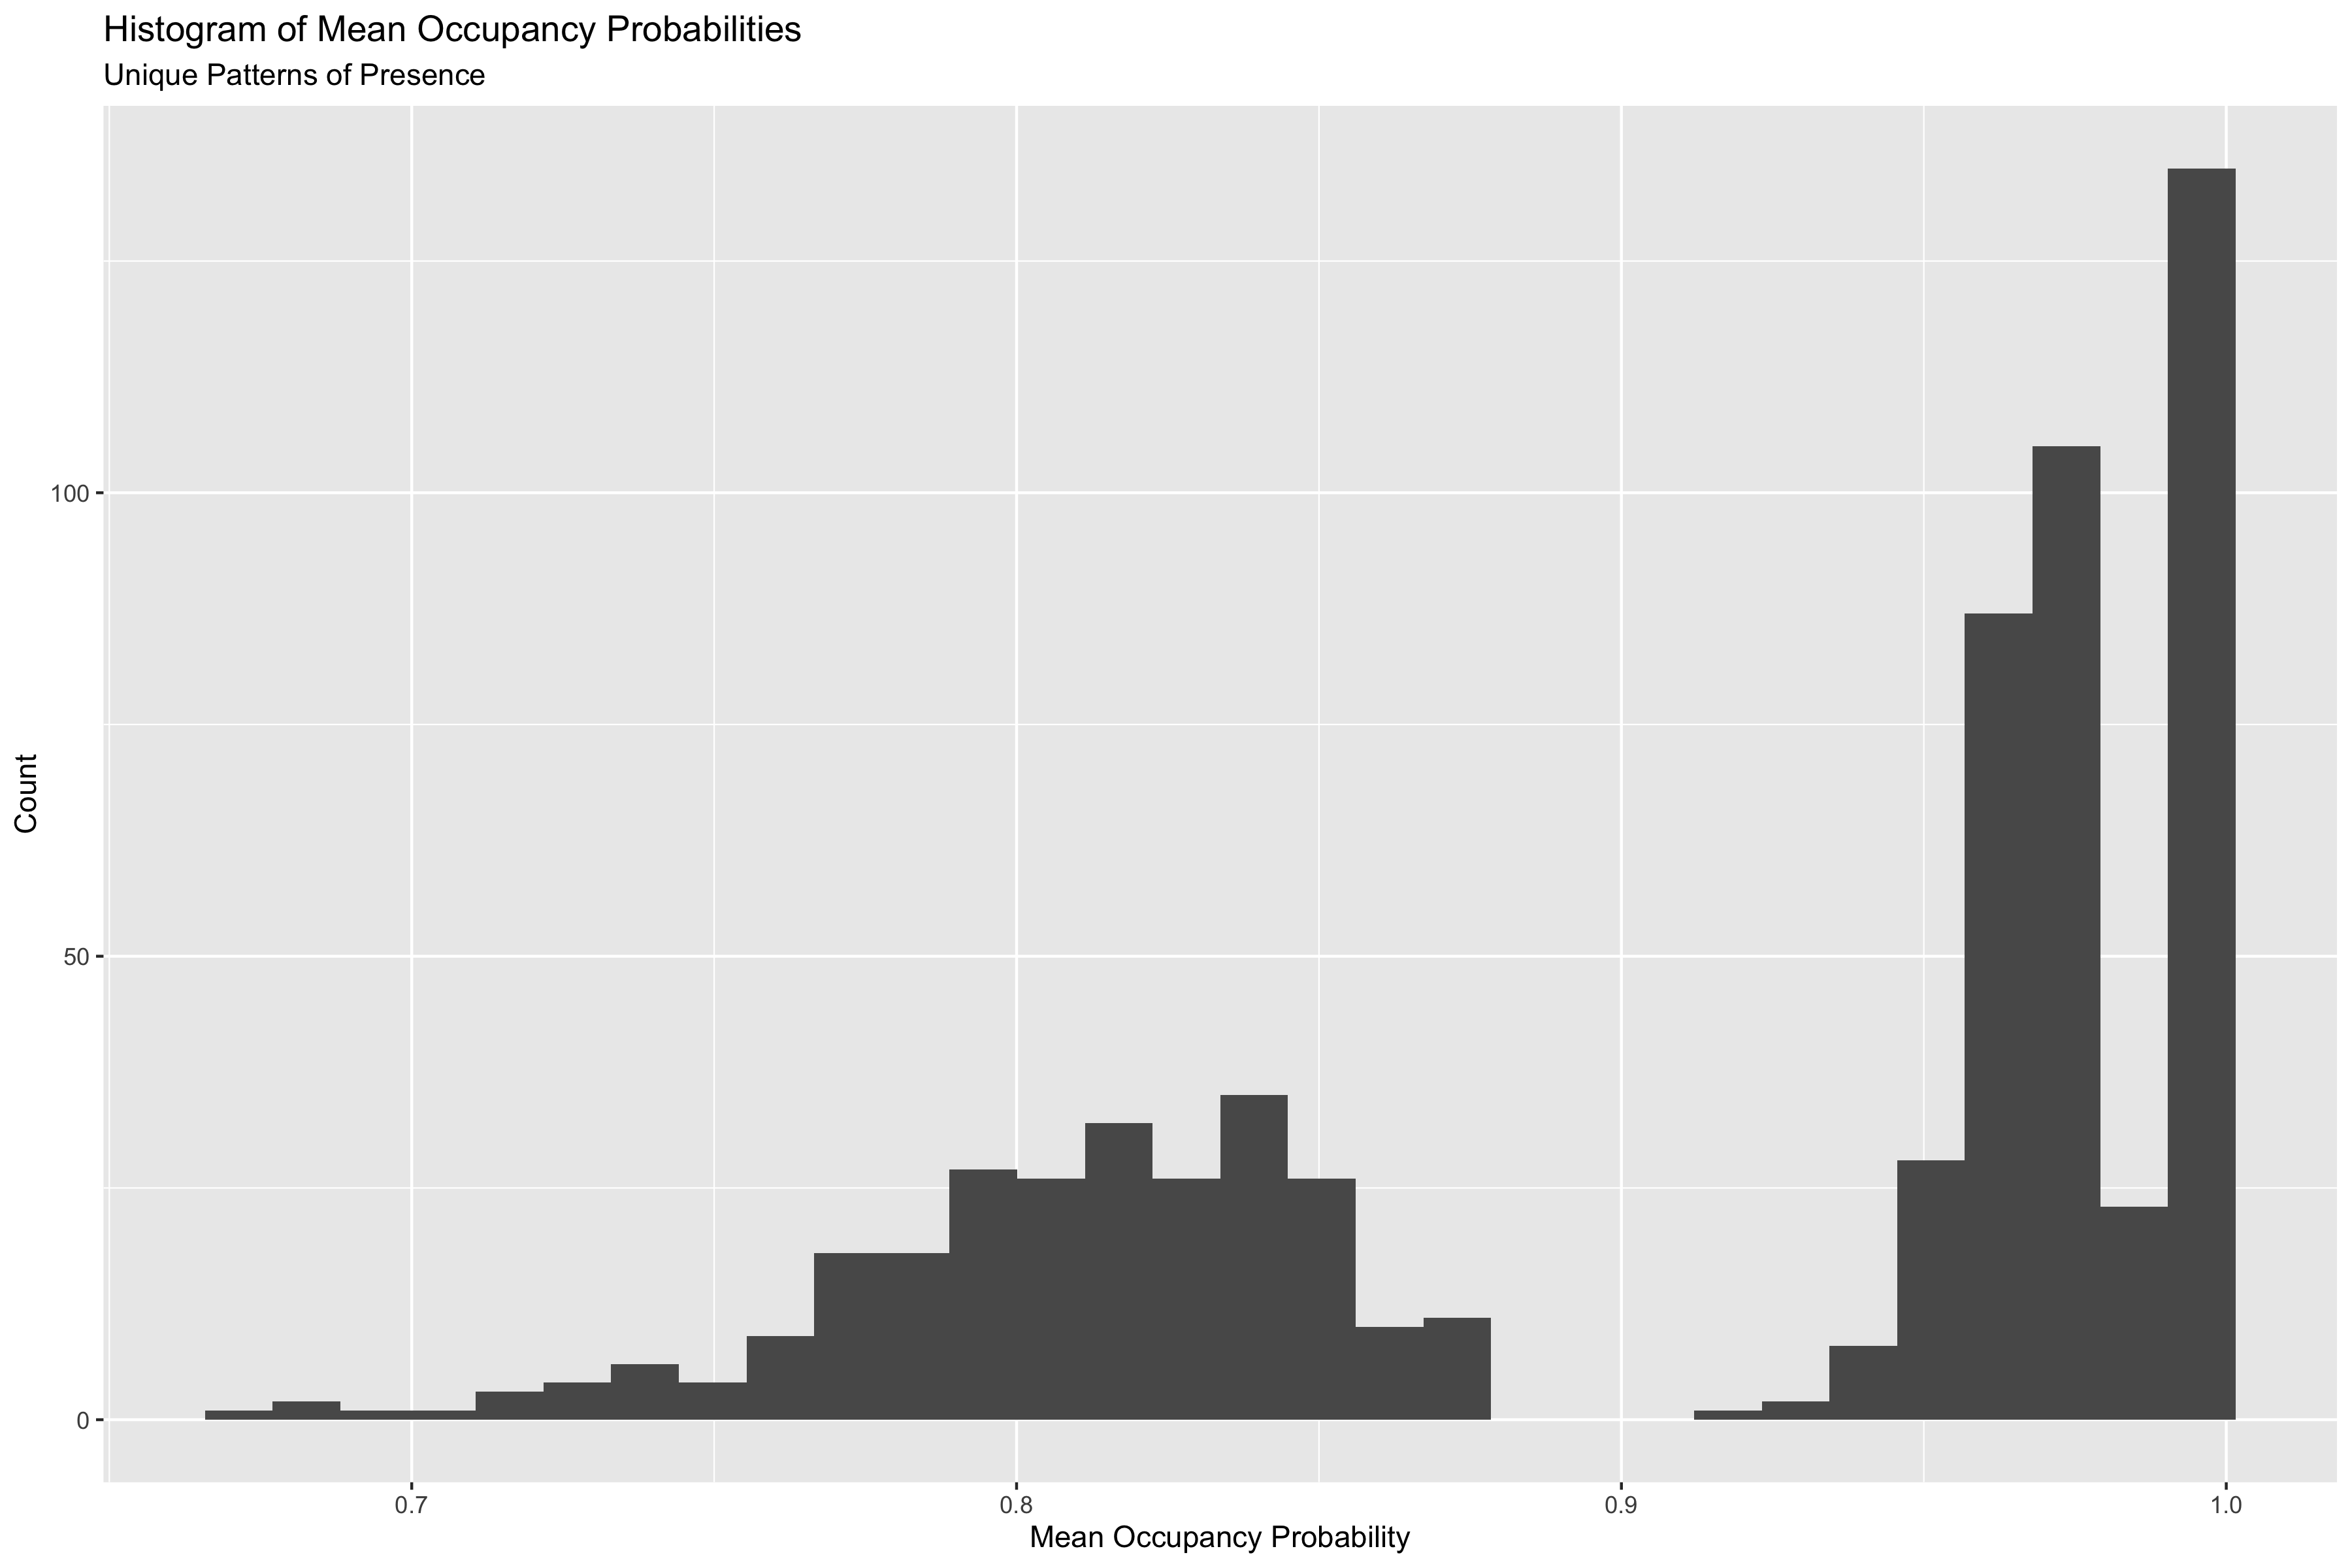 Histogram of Mean Occupancy Probabilities
Unique Patterns of Presence
Count
100
50
0
0.7 0.8 0.9 1.0
Mean Occupancy Probability